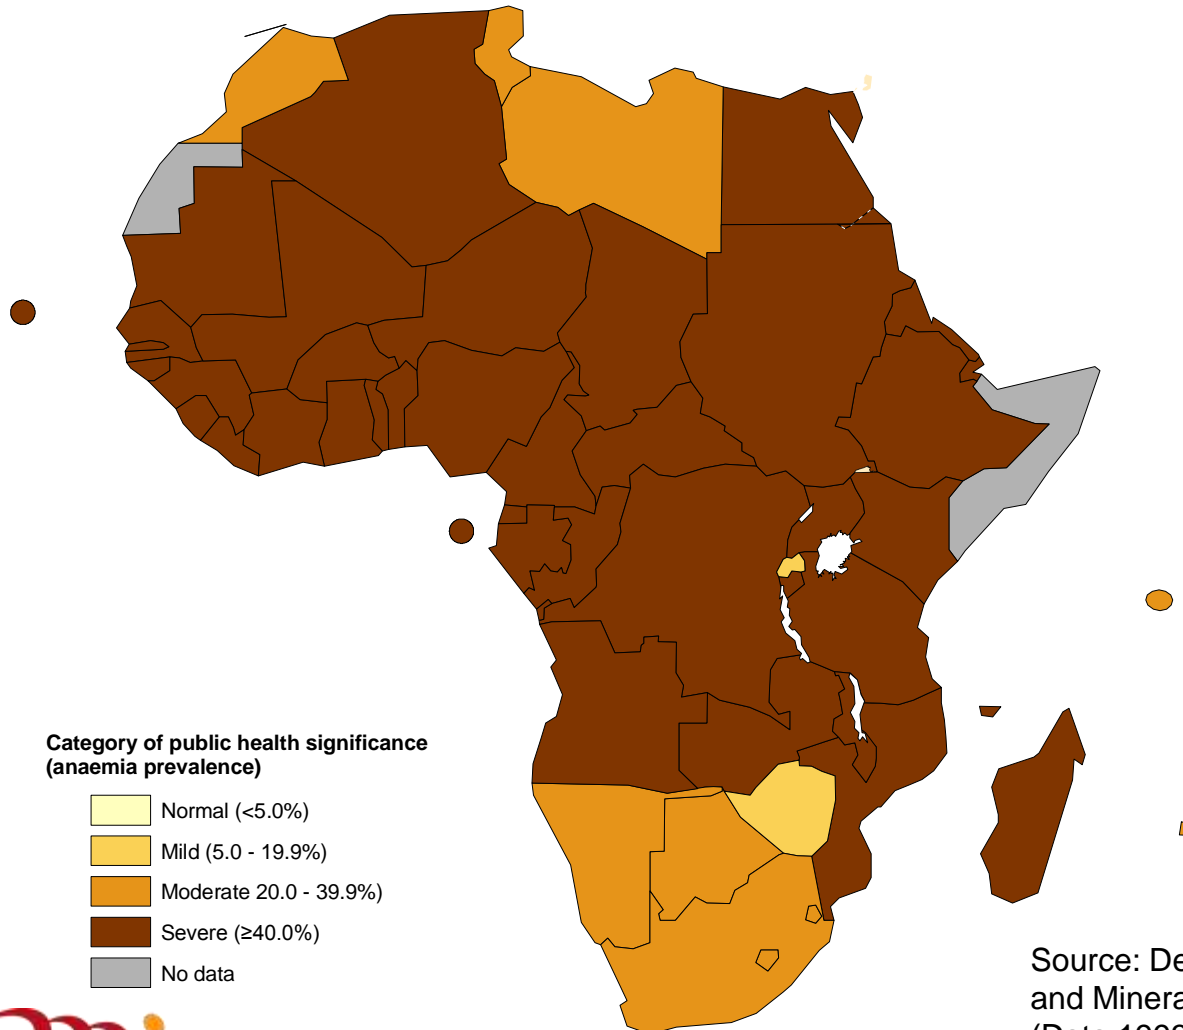 Category of public health significance
(anaemia prevalence)
Normal (<5.0%)
Mild (5.0 - 19.9%)
Moderate 20.0 - 39.9%)
Severe (≥40.0%)
No data
Source: De
and Minera